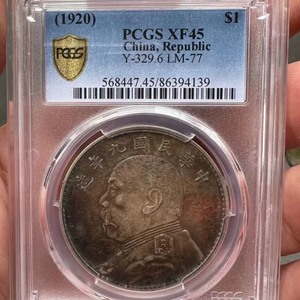 (1920) $1
PCGS PCGS XF45
China, Republic
Y-329.6 LM-77
568447.45/86394139
造年九國民華中